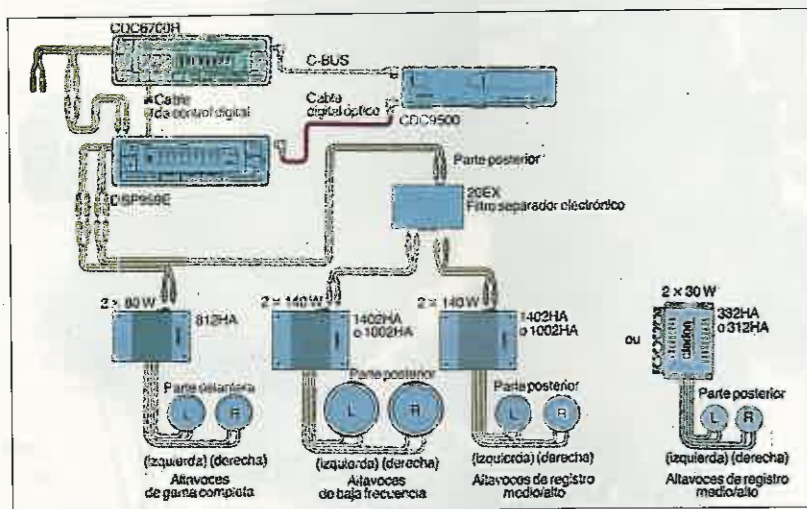 CDC6700R
C-BUS
Cable
da control digital
Cable
digital óptico
CDC9500
DSP959E
Parte posterior
20EX
Filtro separador electrónico
2 × 80 W
812HA
2 × 140 W
1402HA
o 1002HA
2 × 140 W
1402HA
o 1002HA
ou
2 × 30 W
332HA
o 312HA
clarion
Parte delantera
L R
(izquierda) (derecha)
Altavoces
de gama completa
Parte posterior
L R
(izquierda) (derecha)
Altavoces
de baja frecuencia
Parte posterior
L R
(izquierda) (derecha)
Altavoces de registro
medio/alto
Parte posterior
L R
(izquierda) (derecha)
Altavoces de registro
medio/alto